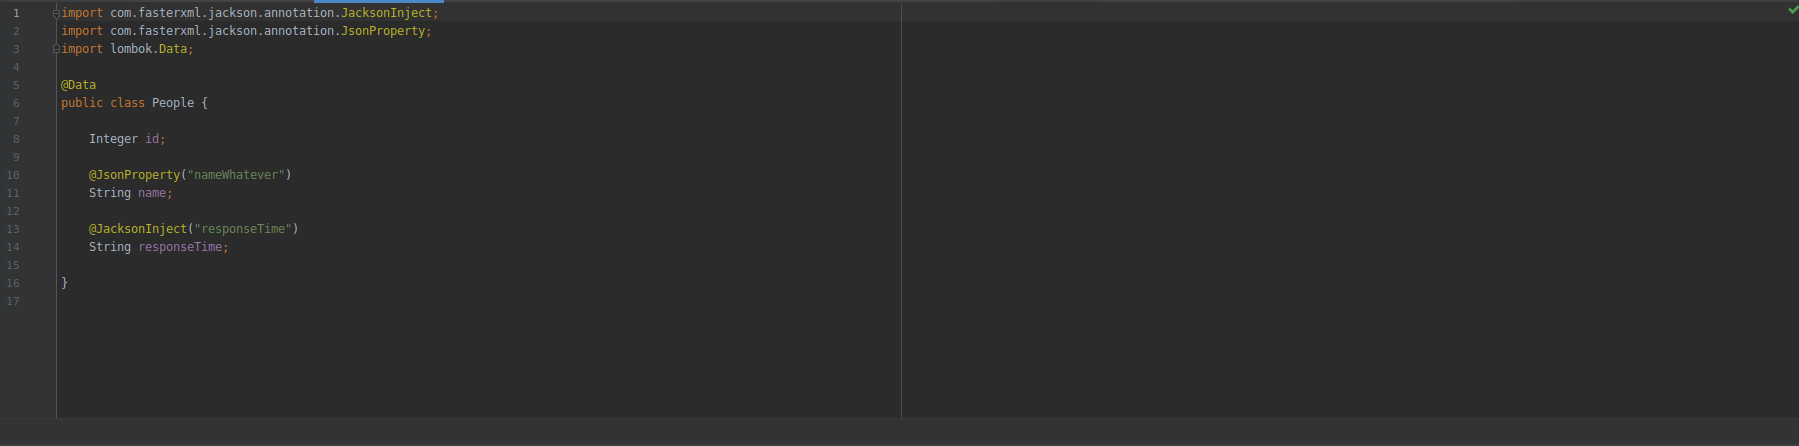 1 import com.fasterxml.jackson.annotation.JacksonInject;
2 import com.fasterxml.jackson.annotation.JsonProperty;
3 import lombok.Data;
4
5 @Data
6 public class People {
7
8     Integer id;
9
10     @JsonProperty("nameWhatever")
11     String name;
12
13     @JacksonInject("responseTime")
14     String responseTime;
15
16 }
17